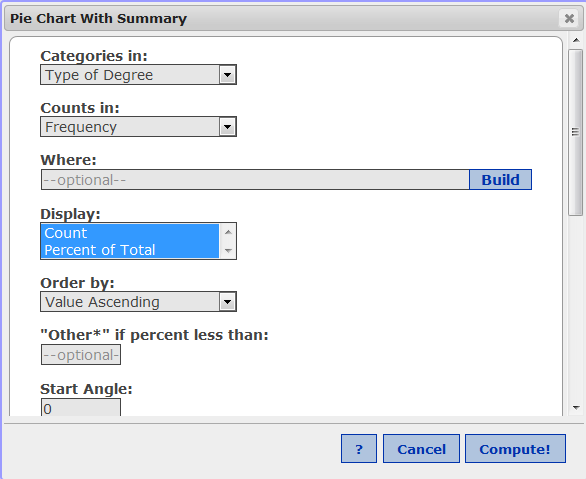 Pie Chart With Summary
Categories in:
Type of Degree
Counts in:
Frequency
Where:
--optional--
Build
Display:
Count
Percent of Total
Order by:
Value Ascending
"Other*" if percent less than:
--optional-
Start Angle:
0
?
Cancel
Compute!